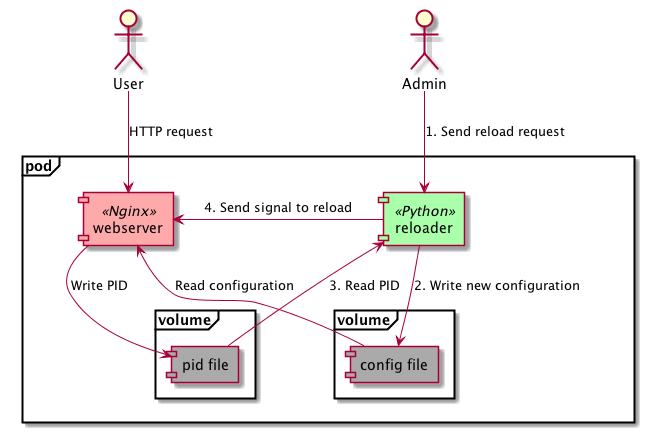 User
Admin
HTTP request
1. Send reload request
pod
«Nginx»
webserver
4. Send signal to reload
«Python»
reloader
Write PID
Read configuration
3. Read PID
2. Write new configuration
volume
volume
pid file
config file